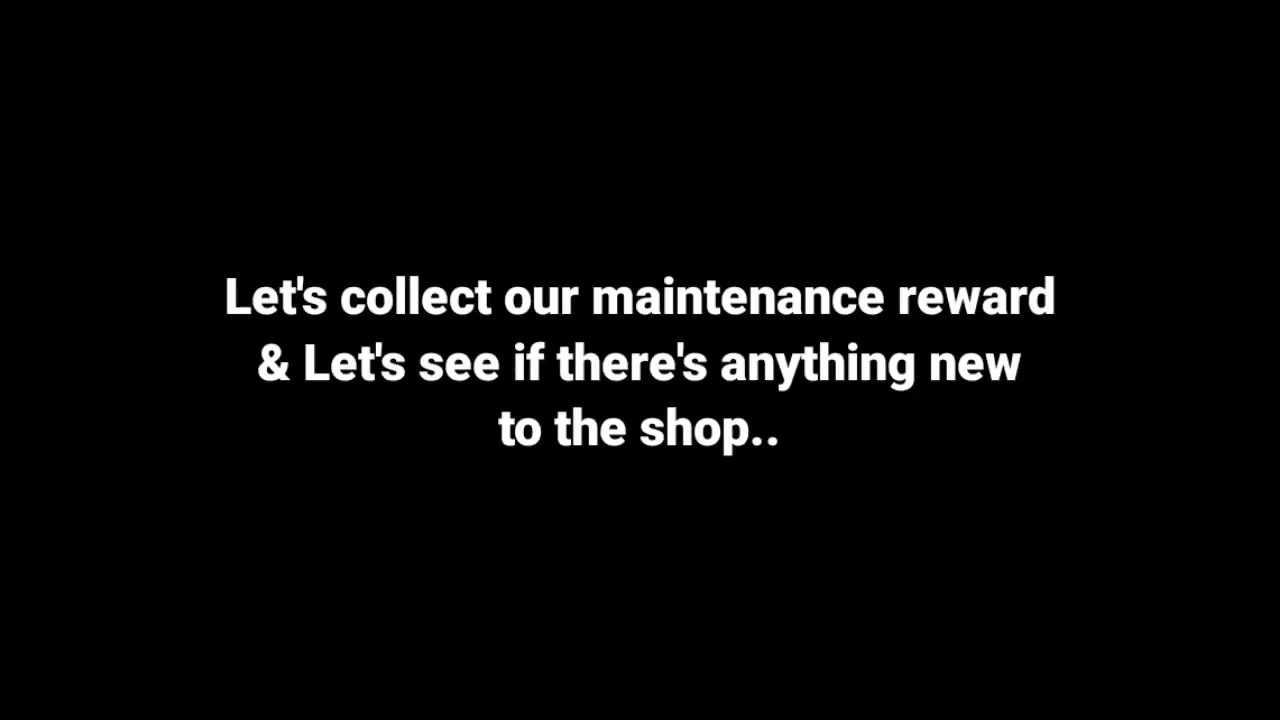 Let's collect our maintenance reward
& Let's see if there's anything new
to the shop..